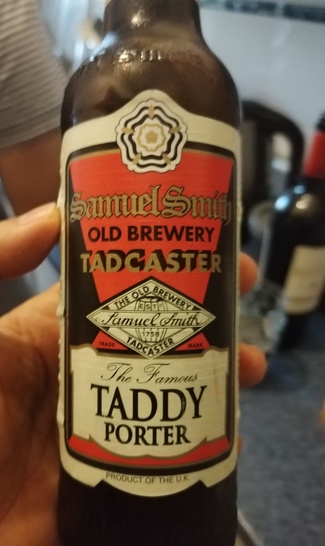 Samuel Smith
OLD BREWERY
TADCASTER
THE OLD BREWERY
ESTD
Samuel Smith
1758
TRADE MARK
TADCASTER
The Famous
TADDY
PORTER
PRODUCT OF THE U.K.